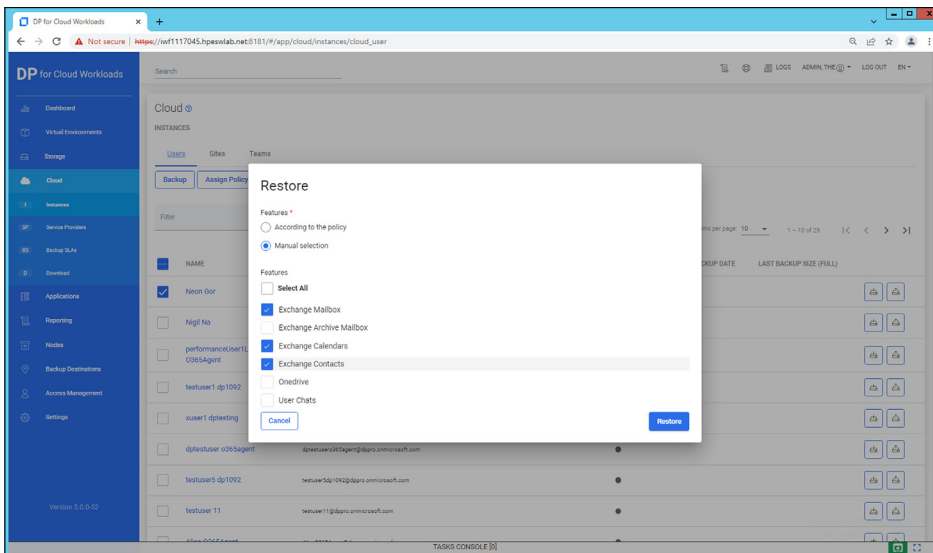 DP for Cloud Workloads
Not secure | https://iwf1117045.hpeswlab.net:8181/#/app/cloud/instances/cloud_user
DP for Cloud Workloads
Search
LOGS ADMIN, THE LOG OUT EN
Dashboard
Virtual Environments
Storage
Cloud
I Instances
SP Service Providers
BS Backup SLAs
D Download
Applications
Reporting
Nodes
Backup Destinations
Access Management
Settings
Version 5.0.0-52
Cloud
INSTANCES
Users Sites Teams
Backup Assign Policy
Filter
ms per page: 10 1 – 10 of 25
NAME CKUP DATE LAST BACKUP SIZE (FULL)
Neon Gor
Nigil Na
performanceUser1L
O365Agent
testuser1 dp1092
xuser1 dptesting
dptestuser o365agent dptestusero365agent@dppro.onmicrosoft.com
testuser5 dp1092 testuser5dp1092@dppro.onmicrosoft.com
testuser 11 testuser11@dppro.onmicrosoft.com
Restore
Features *
According to the policy
Manual selection
Features
Select All
Exchange Mailbox
Exchange Archive Mailbox
Exchange Calendars
Exchange Contacts
Onedrive
User Chats
Cancel Restore
TASKS CONSOLE [0]